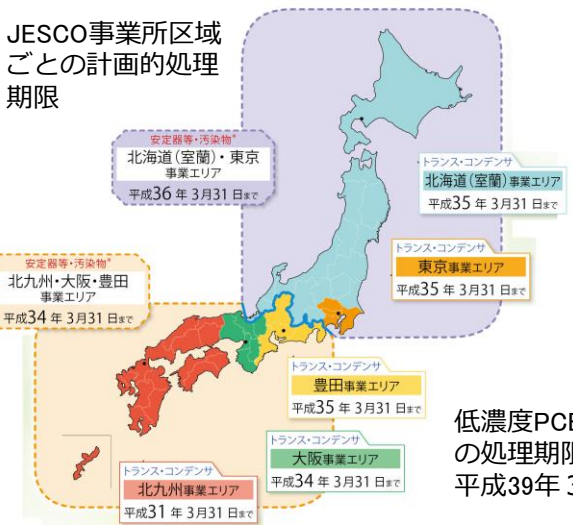 JESCO事業所区域
ごとの計画的処理
期限
安定器等・汚染物*
北海道(室蘭)・東京
事業エリア
平成36年3月31日まで
トランス・コンデンサ
北海道(室蘭)事業エリア
平成35年3月31日まで
トランス・コンデンサ
東京事業エリア
平成35年3月31日まで
安定器等・汚染物*
北九州・大阪・豊田
事業エリア
平成34年3月31日まで
トランス・コンデンサ
豊田事業エリア
平成35年3月31日まで
トランス・コンデンサ
大阪事業エリア
平成34年3月31日まで
トランス・コンデンサ
北九州事業エリア
平成31年3月31日まで
低濃度PCB
の処理期限
平成39年3